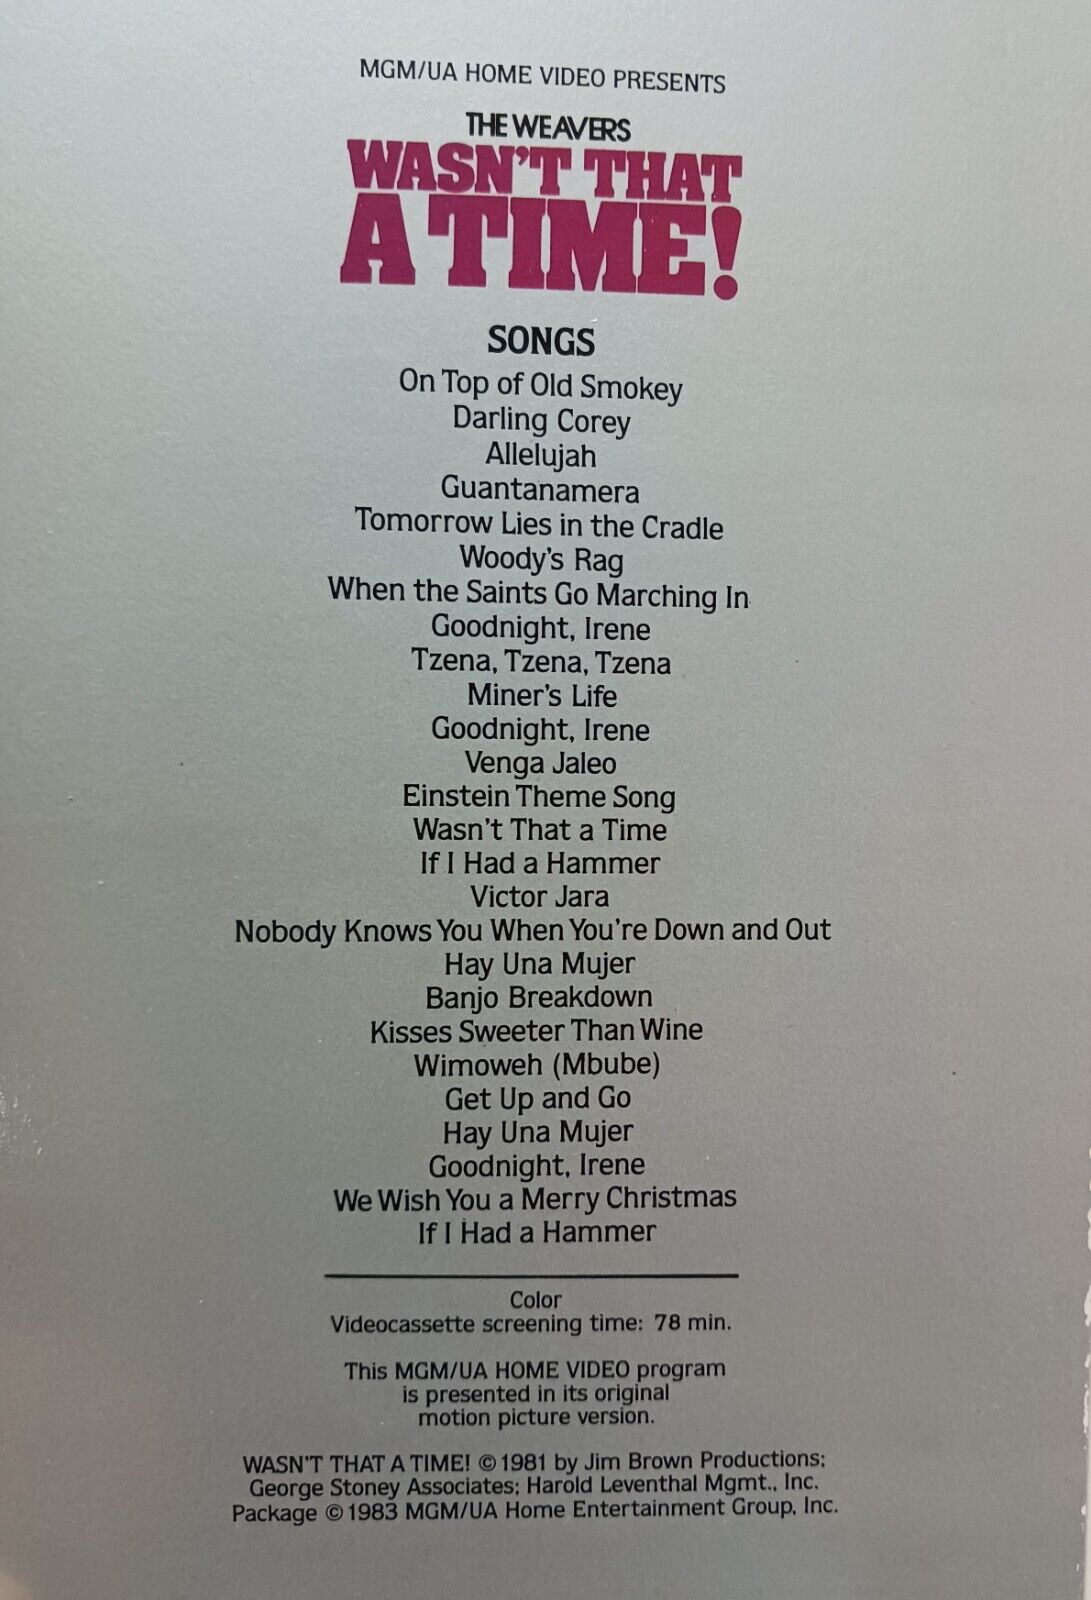 MGM/UA HOME VIDEO PRESENTS
THE WEAVERS
WASN'T THAT
A TIME!
SONGS
On Top of Old Smokey
Darling Corey
Allelujah
Guantanamera
Tomorrow Lies in the Cradle
Woody's Rag
When the Saints Go Marching In
Goodnight, Irene
Tzena, Tzena, Tzena
Miner's Life
Goodnight, Irene
Venga Jaleo
Einstein Theme Song
Wasn't That a Time
If I Had a Hammer
Victor Jara
Nobody Knows You When You're Down and Out
Hay Una Mujer
Banjo Breakdown
Kisses Sweeter Than Wine
Wimoweh (Mbube)
Get Up and Go
Hay Una Mujer
Goodnight, Irene
We Wish You a Merry Christmas
If I Had a Hammer
Color
Videocassette screening time: 78 min.
This MGM/UA HOME VIDEO program
is presented in its original
motion picture version.
WASN'T THAT A TIME! © 1981 by Jim Brown Productions;
George Stoney Associates; Harold Leventhal Mgmt., Inc.
Package © 1983 MGM/UA Home Entertainment Group, Inc.